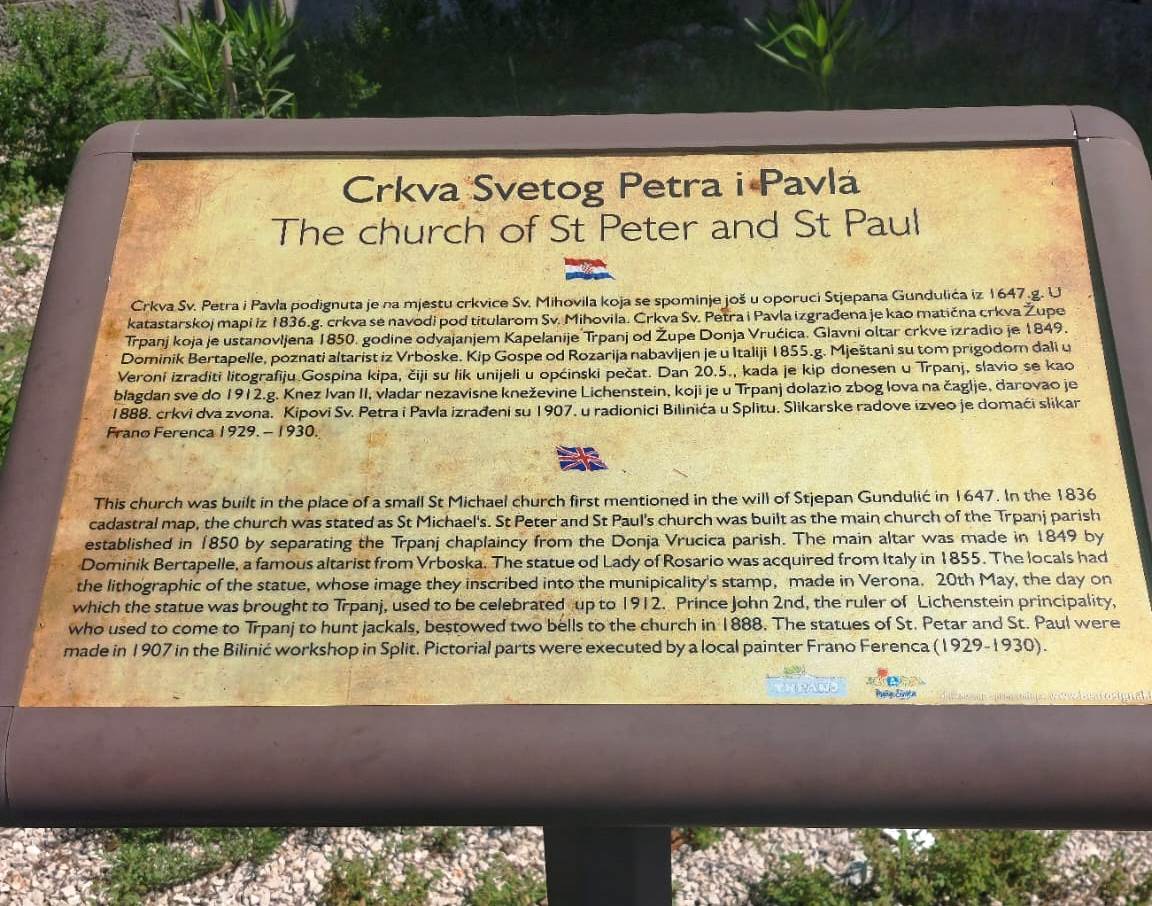 Crkva Svetog Petra i Pavla
The church of St Peter and St Paul
Crkva Sv. Petra i Pavla podignuta je na mjestu crkvice Sv. Mihovila koja se spominje još u oporuci Stjepana Gundulića iz 1647.g. U
katastarskoj mapi iz 1836.g. crkva se navodi pod titularom Sv. Mihovila. Crkva Sv. Petra i Pavla izgrađena je kao matična crkva Župe
Trpanj koja je ustanovljena 1850. godine odvajanjem Kapelanije Trpanj od Župe Donja Vrućica. Glavni oltar crkve izradio je 1849.
Dominik Bertapelle, poznati altarist iz Vrboske. Kip Gospe od Rozarija nabavljen je u Italiji 1855.g. Mještani su tom prigodom dali u
Veroni izraditi litografiju Gospina kipa, čiji su lik unijeli u općinski pečat. Dan 20.5., kada je kip donesen u Trpanj, slavio se kao
blagdan sve do 1912.g. Knez Ivan II, vladar nezavisne kneževine Lichenstein, koji je u Trpanj dolazio zbog lova na čaglje, darovao je
1888. crkvi dva zvona. Kipovi Sv. Petra i Pavla izrađeni su 1907. u radionici Bilinića u Splitu. Slikarske radove izveo je domaći slikar
Frano Ferenca 1929. – 1930.
This church was built in the place of a small St Michael church first mentioned in the will of Stjepan Gundulić in 1647. In the 1836
cadastral map, the church was stated as St Michael's. St Peter and St Paul's church was built as the main church of the Trpanj parish
established in 1850 by separating the Trpanj chaplaincy from the Donja Vrucica parish. The main altar was made in 1849 by
Dominik Bertapelle, a famous altarist from Vrboska. The statue od Lady of Rosario was acquired from Italy in 1855. The locals had
the lithographic of the statue, whose image they inscribed into the munipicality's stamp, made in Verona. 20th May, the day on
which the statue was brought to Trpanj, used to be celebrated up to 1912. Prince John 2nd, the ruler of Lichenstein principality,
who used to come to Trpanj to hunt jackals, bestowed two bells to the church in 1888. The statues of St. Petar and St. Paul were
made in 1907 in the Bilinić workshop in Split. Pictorial parts were executed by a local painter Frano Ferenca (1929-1930).
TRPANJ